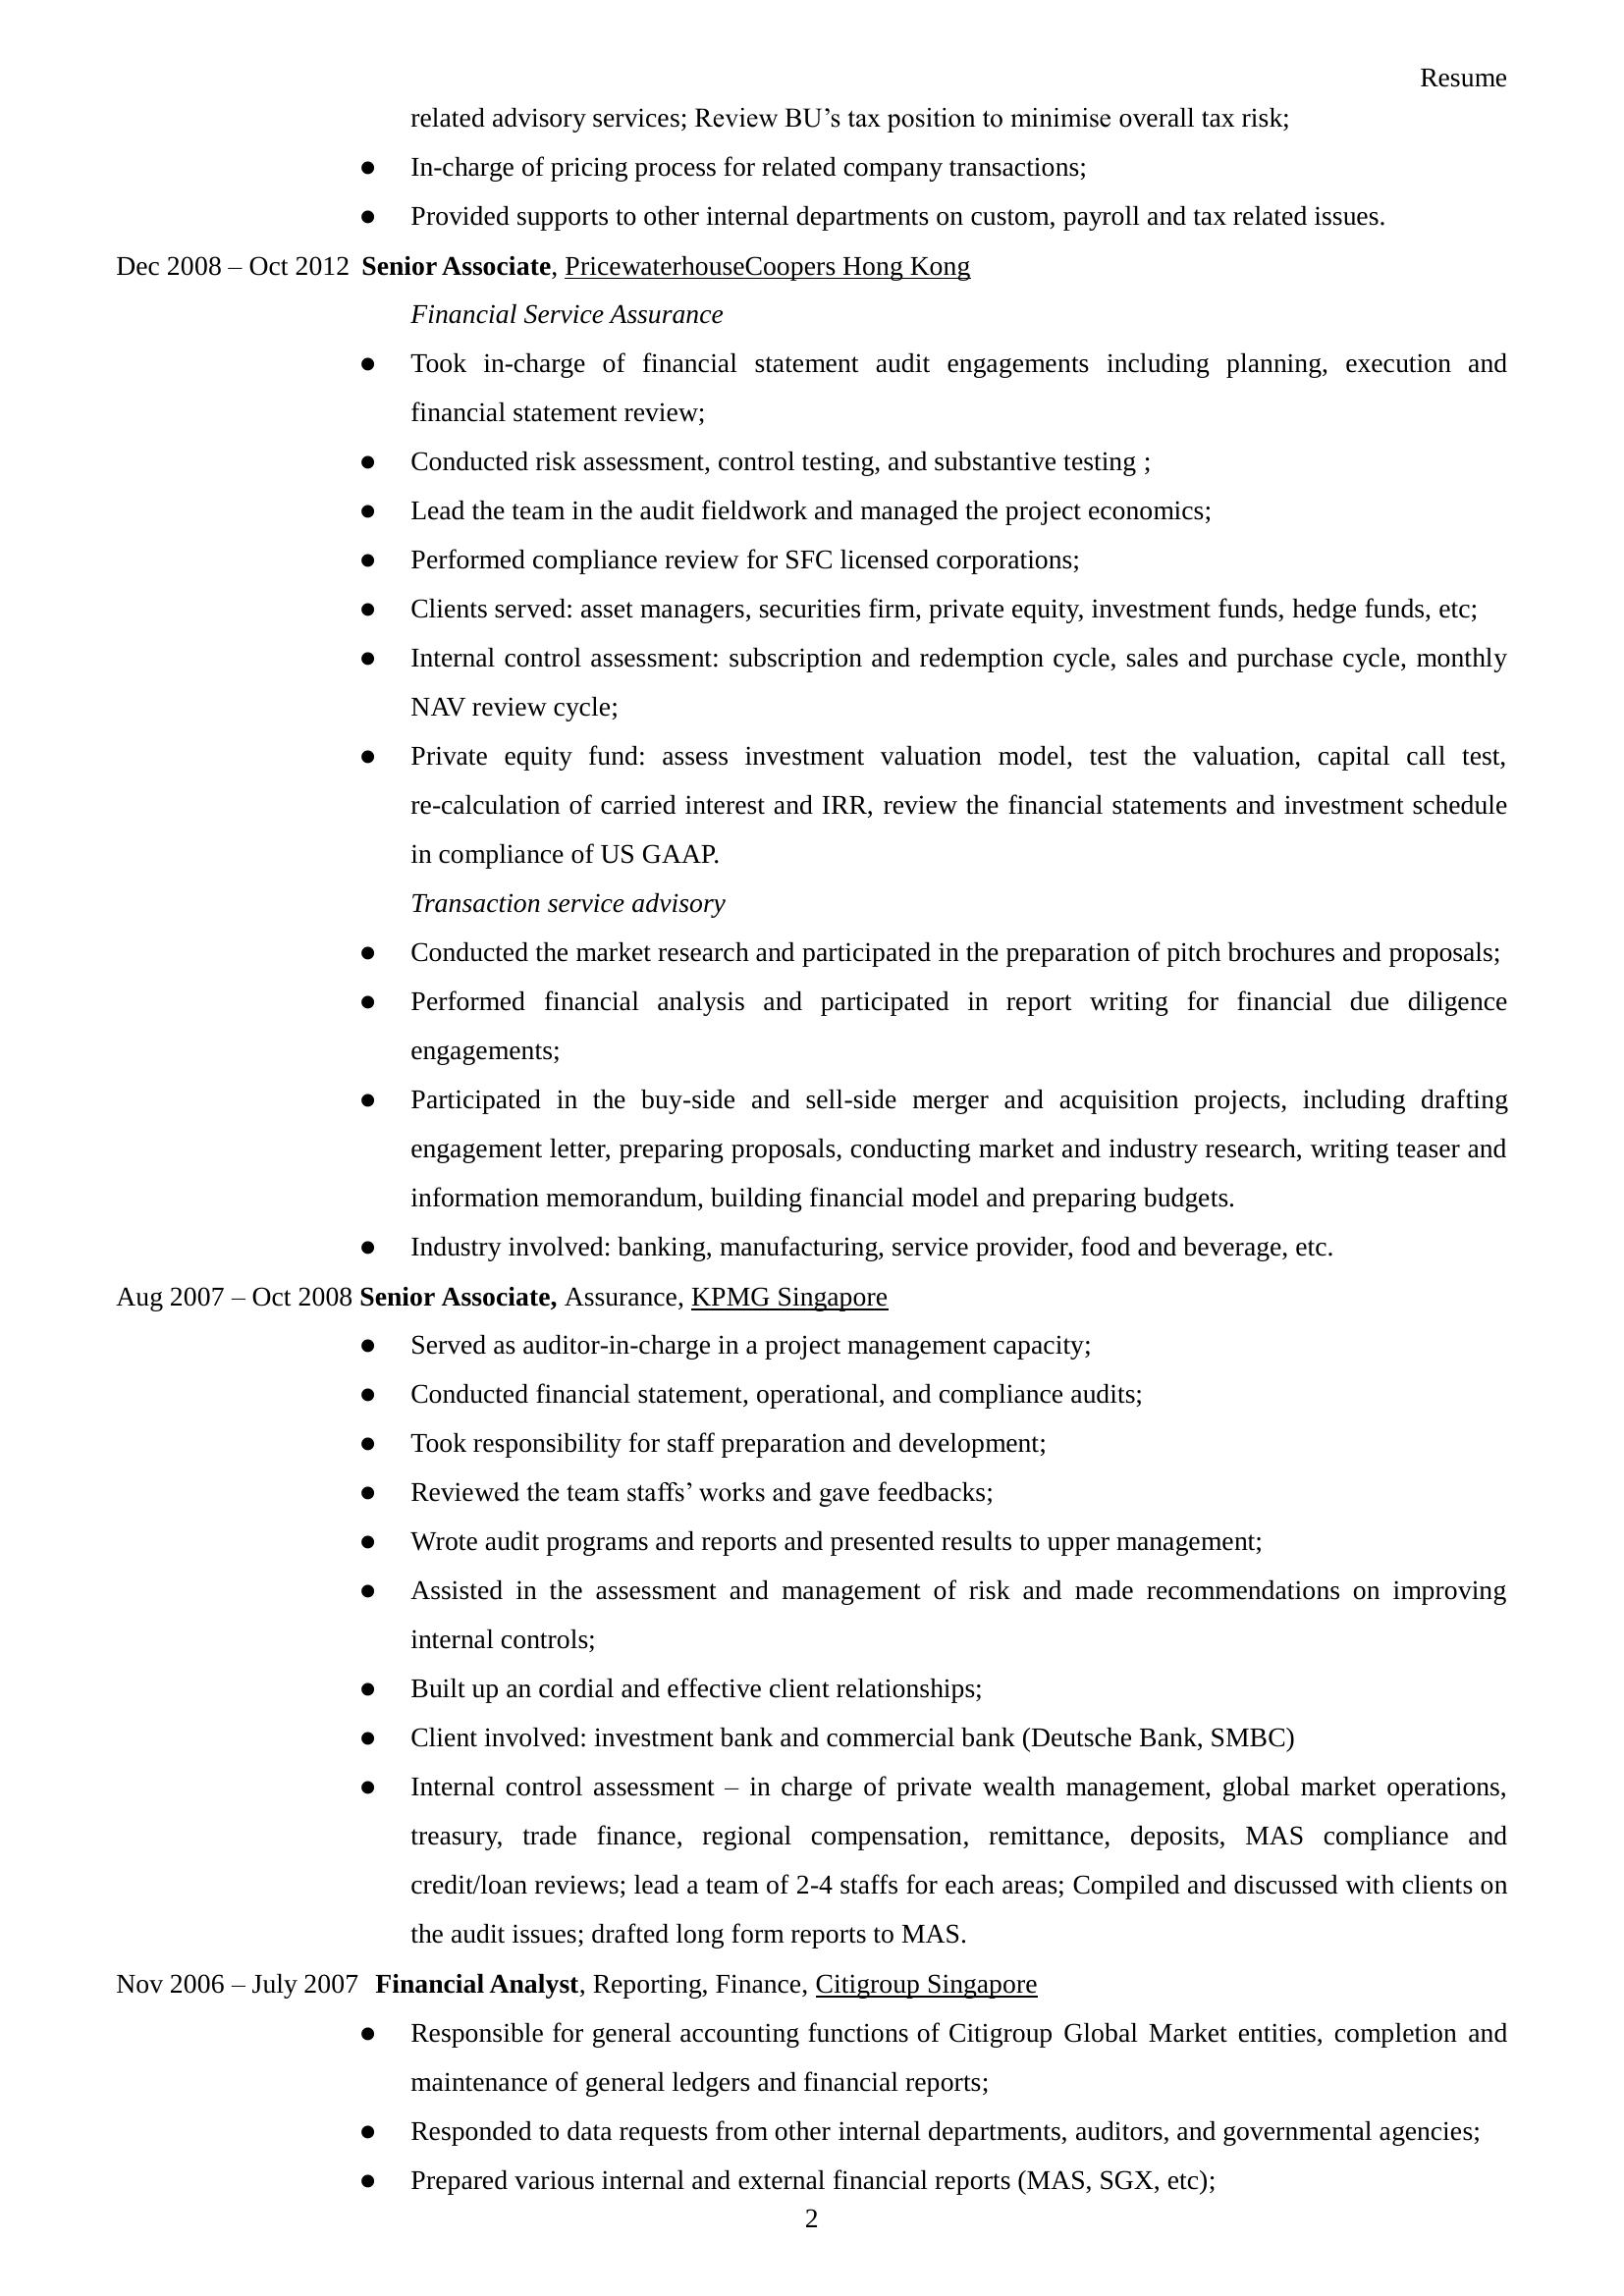 Resume
related advisory services; Review BU’s tax position to minimise overall tax risk;
● In-charge of pricing process for related company transactions;
● Provided supports to other internal departments on custom, payroll and tax related issues.
Dec 2008 – Oct 2012 Senior Associate, PricewaterhouseCoopers Hong Kong
Financial Service Assurance
● Took in-charge of financial statement audit engagements including planning, execution and
financial statement review;
● Conducted risk assessment, control testing, and substantive testing ;
● Lead the team in the audit fieldwork and managed the project economics;
● Performed compliance review for SFC licensed corporations;
● Clients served: asset managers, securities firm, private equity, investment funds, hedge funds, etc;
● Internal control assessment: subscription and redemption cycle, sales and purchase cycle, monthly
NAV review cycle;
● Private equity fund: assess investment valuation model, test the valuation, capital call test,
re-calculation of carried interest and IRR, review the financial statements and investment schedule
in compliance of US GAAP.
Transaction service advisory
● Conducted the market research and participated in the preparation of pitch brochures and proposals;
● Performed financial analysis and participated in report writing for financial due diligence
engagements;
● Participated in the buy-side and sell-side merger and acquisition projects, including drafting
engagement letter, preparing proposals, conducting market and industry research, writing teaser and
information memorandum, building financial model and preparing budgets.
● Industry involved: banking, manufacturing, service provider, food and beverage, etc.
Aug 2007 – Oct 2008 Senior Associate, Assurance, KPMG Singapore
● Served as auditor-in-charge in a project management capacity;
● Conducted financial statement, operational, and compliance audits;
● Took responsibility for staff preparation and development;
● Reviewed the team staffs’ works and gave feedbacks;
● Wrote audit programs and reports and presented results to upper management;
● Assisted in the assessment and management of risk and made recommendations on improving
internal controls;
● Built up an cordial and effective client relationships;
● Client involved: investment bank and commercial bank (Deutsche Bank, SMBC)
● Internal control assessment – in charge of private wealth management, global market operations,
treasury, trade finance, regional compensation, remittance, deposits, MAS compliance and
credit/loan reviews; lead a team of 2-4 staffs for each areas; Compiled and discussed with clients on
the audit issues; drafted long form reports to MAS.
Nov 2006 – July 2007 Financial Analyst, Reporting, Finance, Citigroup Singapore
● Responsible for general accounting functions of Citigroup Global Market entities, completion and
maintenance of general ledgers and financial reports;
● Responded to data requests from other internal departments, auditors, and governmental agencies;
● Prepared various internal and external financial reports (MAS, SGX, etc);
2